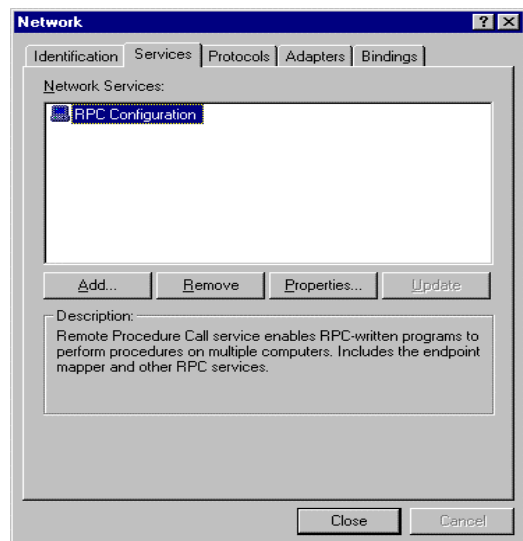 Network
Identification Services Protocols Adapters Bindings
Network Services:
RPC Configuration
Add... Remove Properties... Update
Description:
Remote Procedure Call service enables RPC-written programs to
perform procedures on multiple computers. Includes the endpoint
mapper and other RPC services.
Close Cancel